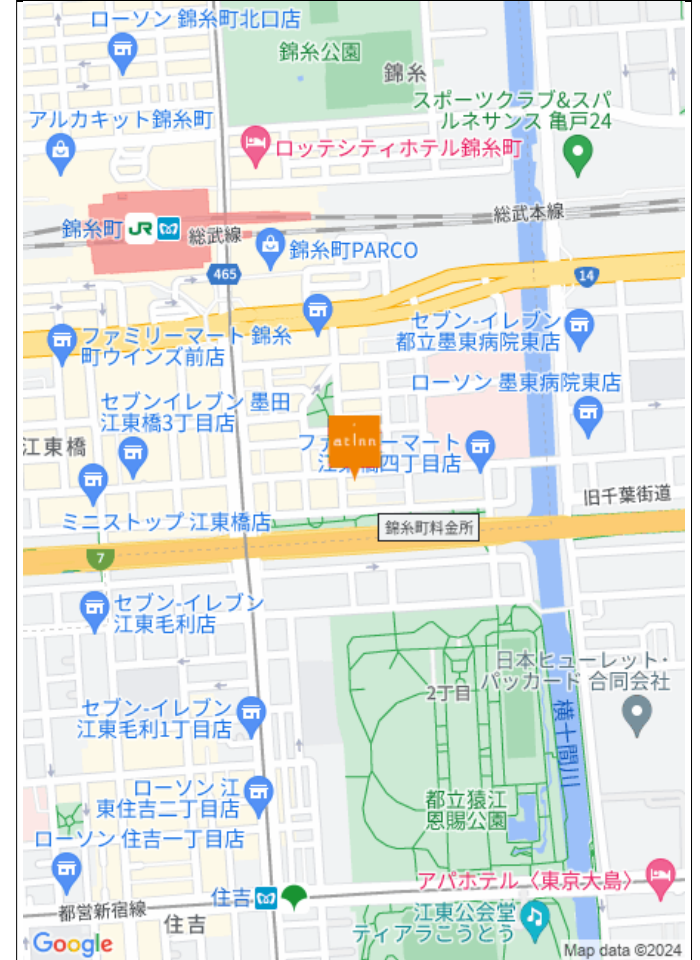 ローソン 錦糸町北口店
錦糸公園
錦糸
スポーツクラブ&スパ
ルネサンス 亀戸24
アルカキット錦糸町
ロッテシティホテル錦糸町
総武本線
錦糸町
JR
総武線
錦糸町PARCO
465
14
ファミリーマート 錦糸
町ウインズ前店
セブン-イレブン
都立墨東病院東店
ローソン 墨東病院東店
セブンイレブン 墨田
江東橋3丁目店
江東橋
atInn
ファミリーマート
江東橋四丁目店
旧千葉街道
ミニストップ 江東橋店
錦糸町料金所
7
セブン-イレブン
江東毛利店
日本ヒューレット・
パッカード 合同会社
2丁目
横十間川
セブン-イレブン
江東毛利1丁目店
ローソン 江
東住吉二丁目店
都立猿江
恩賜公園
ローソン 住吉一丁目店
アパホテル〈東京大島〉
住吉
都営新宿線
住吉
江東公会堂
ティアラこうとう
Google
Map data ©2024